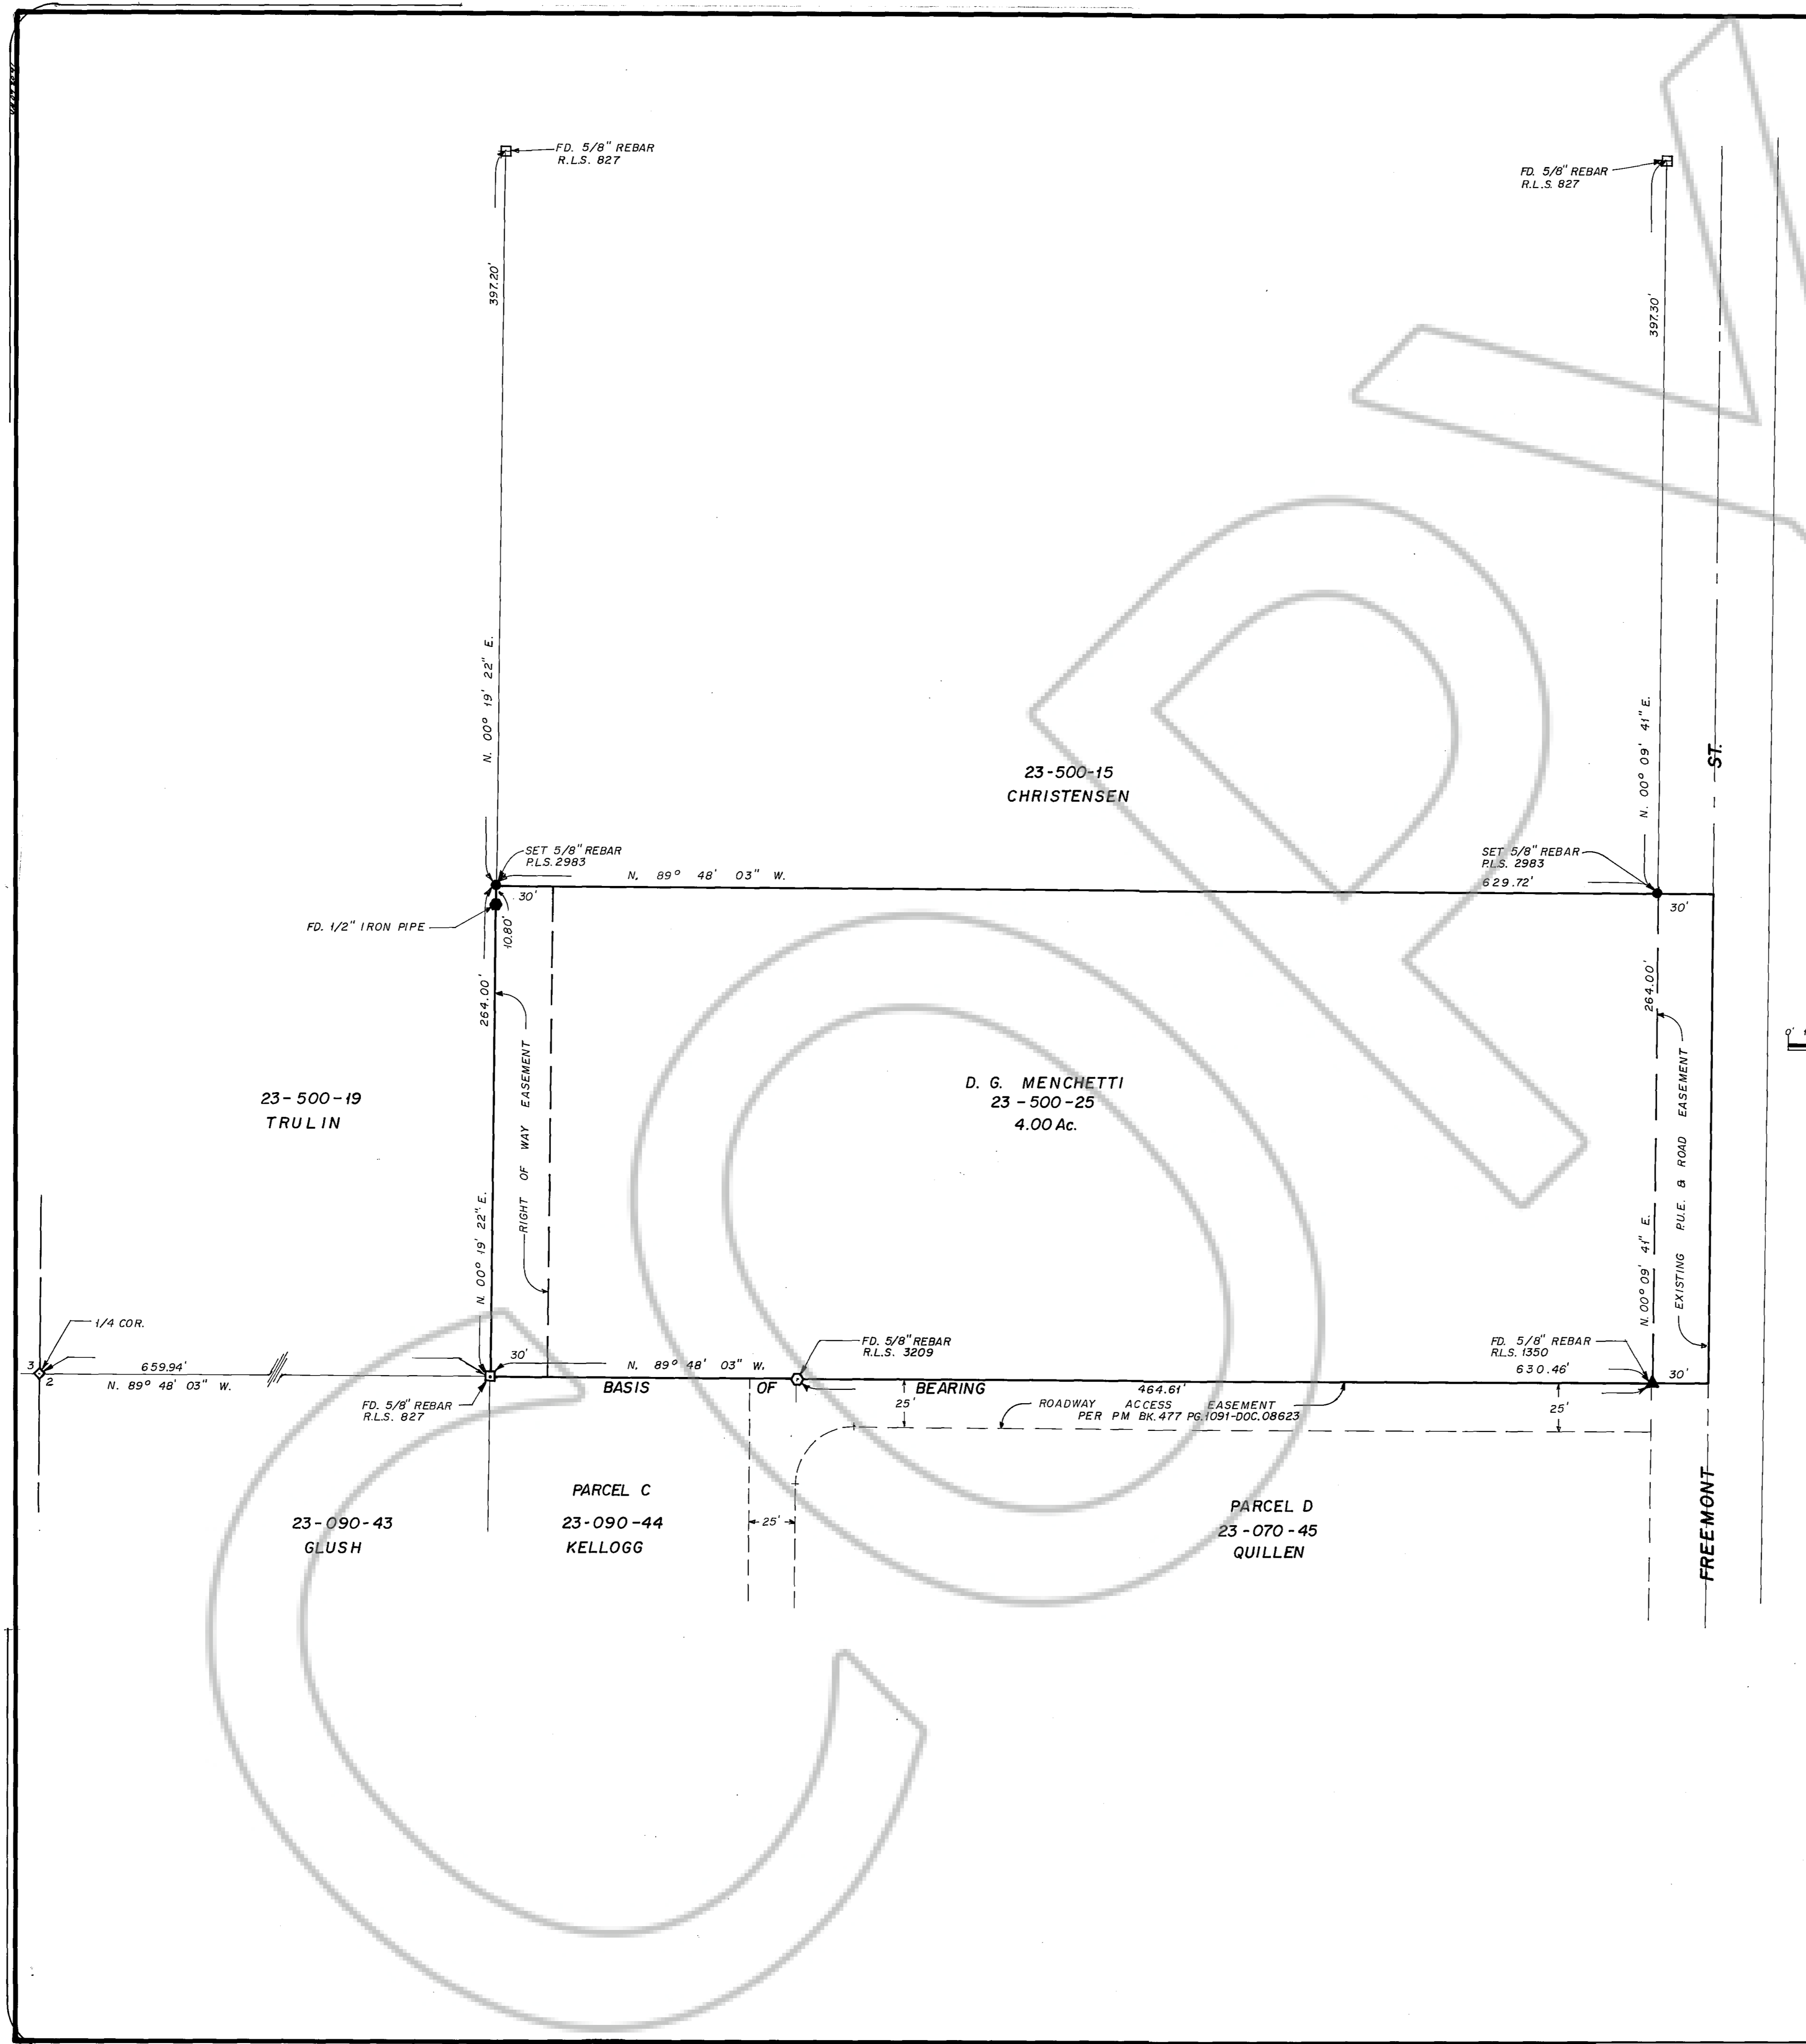 FD. 5/8" REBAR
R.L.S. 827
FD. 5/8" REBAR
R.L.S. 827
397.20'
397.30'
N. 00° 19' 22" E.
N. 00° 09' 41" E.
ST.
23-500-15
CHRISTENSEN
SET 5/8" REBAR
P.L.S. 2983
N. 89° 48' 03" W.
SET 5/8" REBAR
P.L.S. 2983
629.72'
30'
30'
FD. 1/2" IRON PIPE
10.80'
264.00'
264.00'
RIGHT OF WAY EASEMENT
EXISTING P.U.E. & ROAD EASEMENT
0'
D. G. MENCHETTI
23-500-25
4.00 Ac.
23-500-19
TRULIN
N. 00° 19' 22" E.
N. 00° 09' 41" E.
1/4 COR.
3
2
659.94'
N. 89° 48' 03" W.
30'
N. 89° 48' 03" W.
FD. 5/8" REBAR
R.L.S. 3209
FD. 5/8" REBAR
R.L.S. 1350
630.46'
30'
BASIS OF BEARING
464.61'
FD. 5/8" REBAR
R.L.S. 827
25'
ROADWAY ACCESS EASEMENT
PER PM BK. 477 PG. 1091-DOC. 08623
25'
PARCEL C
23-090-44
KELLOGG
23-090-43
GLUSH
25'
PARCEL D
23-070-45
QUILLEN
FREEMONT
COPY